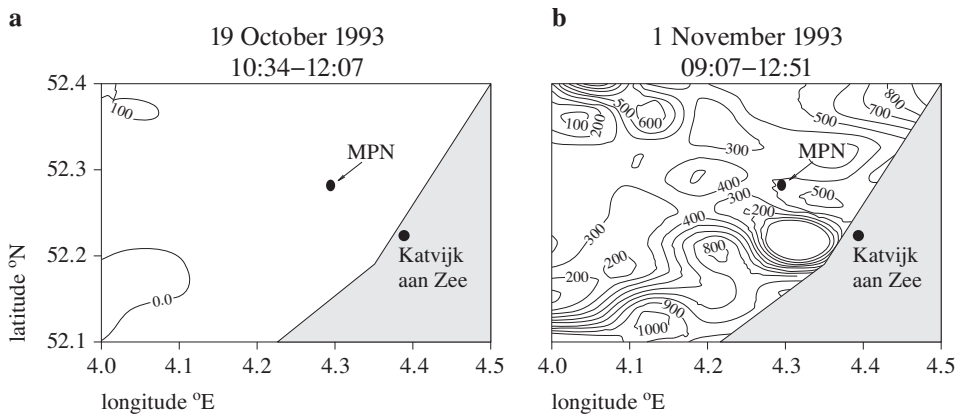 a
19 October 1993
10:34–12:07
52.4
52.3
52.2
52.1
latitude °N
100
0.0
MPN
Katvijk
aan Zee
4.0 4.1 4.2 4.3 4.4 4.5
longitude °E
b
1 November 1993
09:07–12:51
800
700
500
500
600
200
100
300
MPN
400
500
300
200
400
300
800
200
200
900
1000
Katvijk
aan Zee
4.0 4.1 4.2 4.3 4.4 4.5
longitude °E